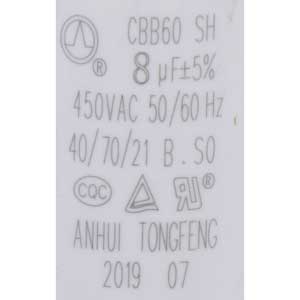 CBB60 SH
® 8 µF±5%
450VAC 50/60 Hz
40/70/21 B.S0
CQC
®
ANHUI TONGFENG
2019 07